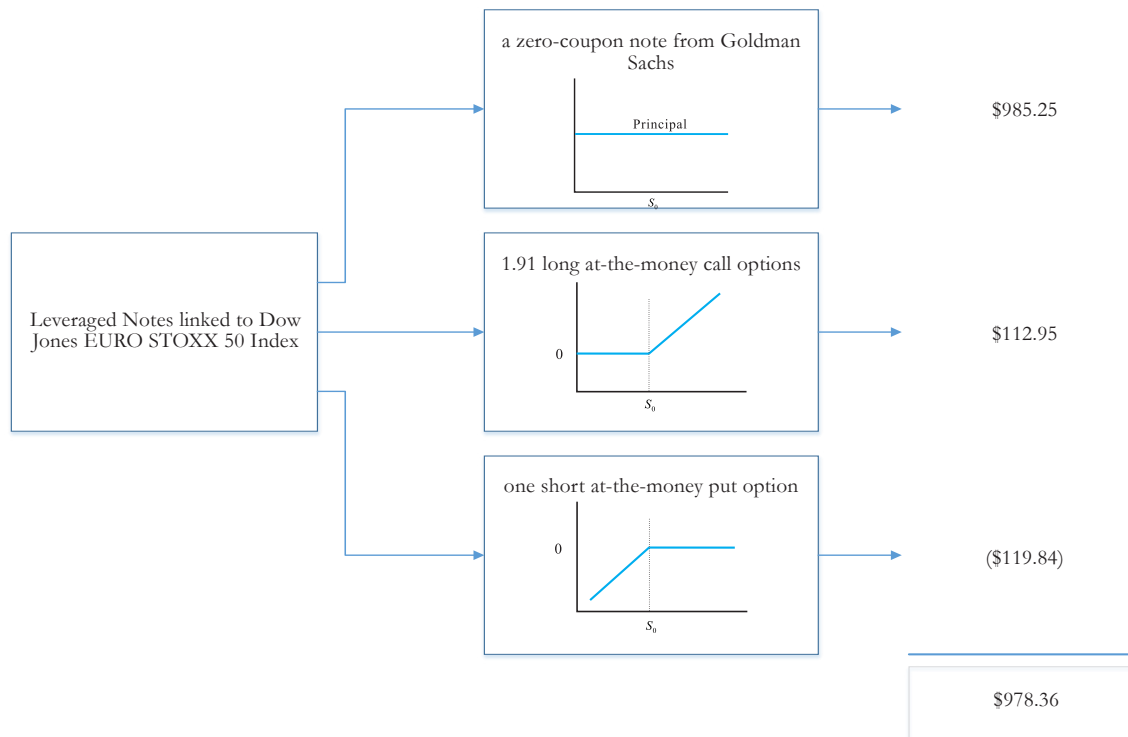 a zero-coupon note from Goldman
Sachs
Principal
S₀
$985.25
Leveraged Notes linked to Dow
Jones EURO STOXX 50 Index
1.91 long at-the-money call options
0
S₀
$112.95
one short at-the-money put option
0
S₀
($119.84)
$978.36